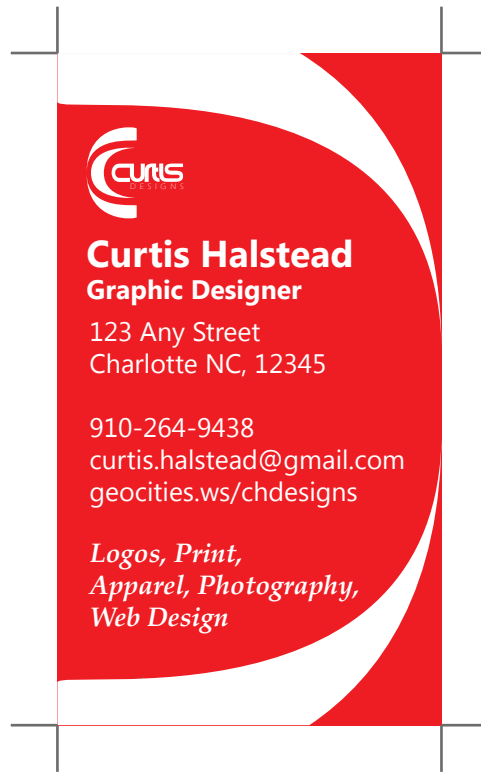 CURTIS
DESIGNS
Curtis Halstead
Graphic Designer
123 Any Street
Charlotte NC, 12345
910-264-9438
curtis.halstead@gmail.com
geocities.ws/chdesigns
Logos, Print,
Apparel, Photography,
Web Design